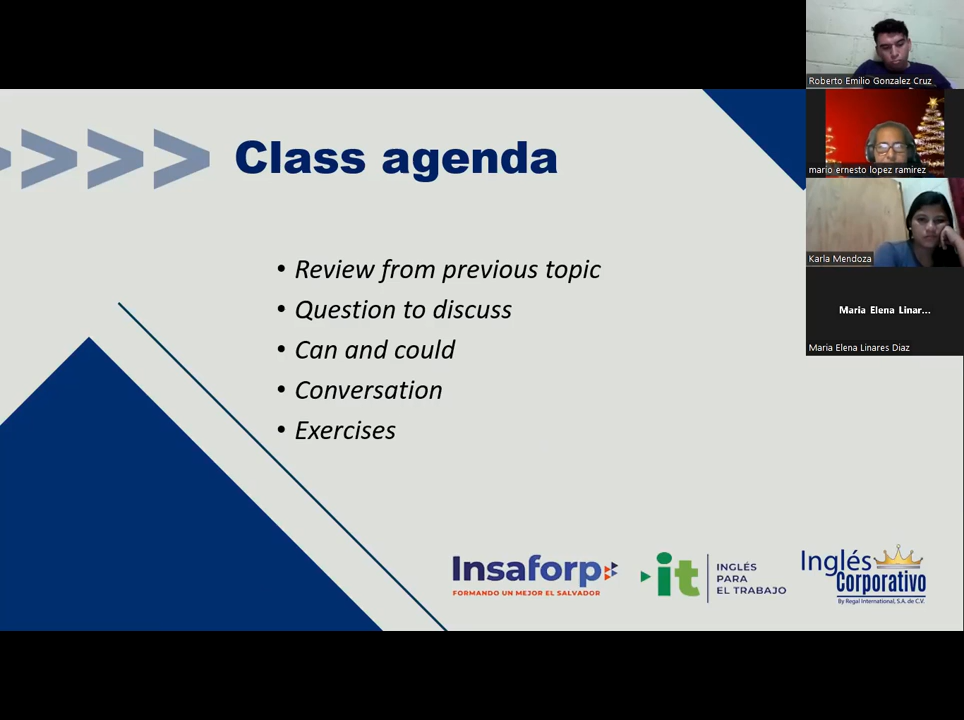 Class agenda
• Review from previous topic
• Question to discuss
• Can and could
• Conversation
• Exercises
Insaforp
FORMANDO UN MEJOR EL SALVADOR
it
INGLÉS
PARA
EL TRABAJO
Inglés
Corporativo
By Regal International, S.A. de C.V.
Roberto Emilio Gonzalez Cruz
mario ernesto lopez ramirez
Karla Mendoza
Maria Elena Linar...
Maria Elena Linares Diaz